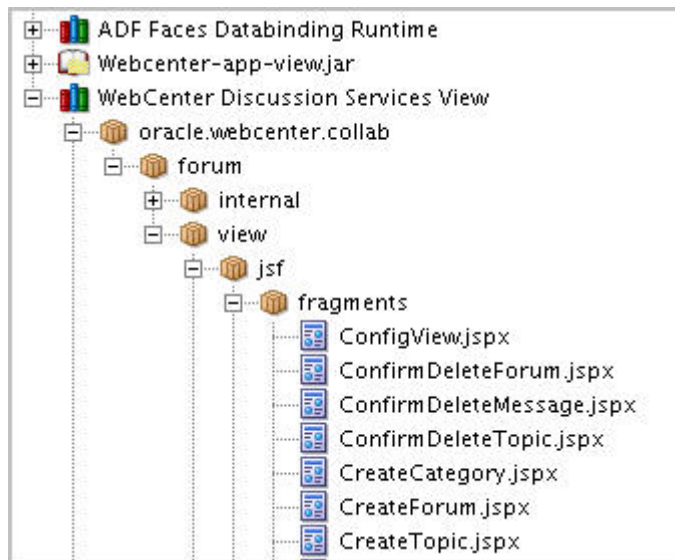 ADF Faces Databinding Runtime
Webcenter-app-view.jar
WebCenter Discussion Services View
oracle.webcenter.collab
forum
internal
view
jsf
fragments
ConfigView.jspx
ConfirmDeleteForum.jspx
ConfirmDeleteMessage.jspx
ConfirmDeleteTopic.jspx
CreateCategory.jspx
CreateForum.jspx
CreateTopic.jspx